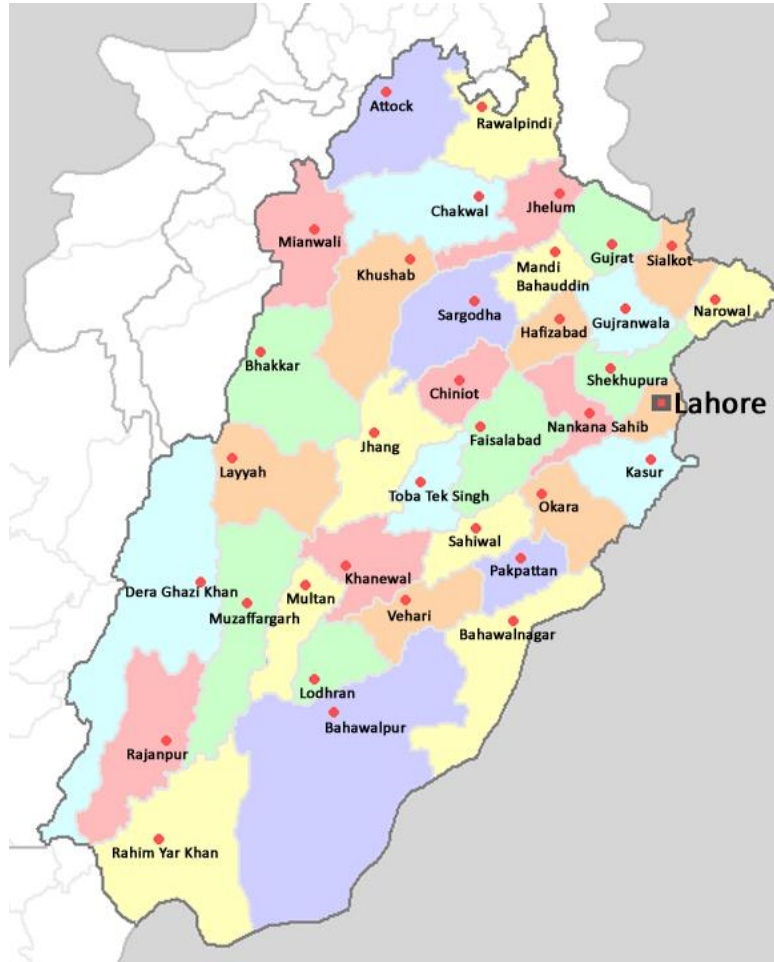 Attock
Rawalpindi
Chakwal
Jhelum
Mianwali
Gujrat
Sialkot
Khushab
Mandi
Bahauddin
Narowal
Sargodha
Hafizabad
Gujranwala
Bhakkar
Shekhupura
Chiniot
Lahore
Jhang
Faisalabad
Nankana Sahib
Layyah
Kasur
Toba Tek Singh
Okara
Sahiwal
Khanewal
Pakpattan
Dera Ghazi Khan
Multan
Muzaffargarh
Vehari
Bahawalnagar
Lodhran
Bahawalpur
Rajanpur
Rahim Yar Khan